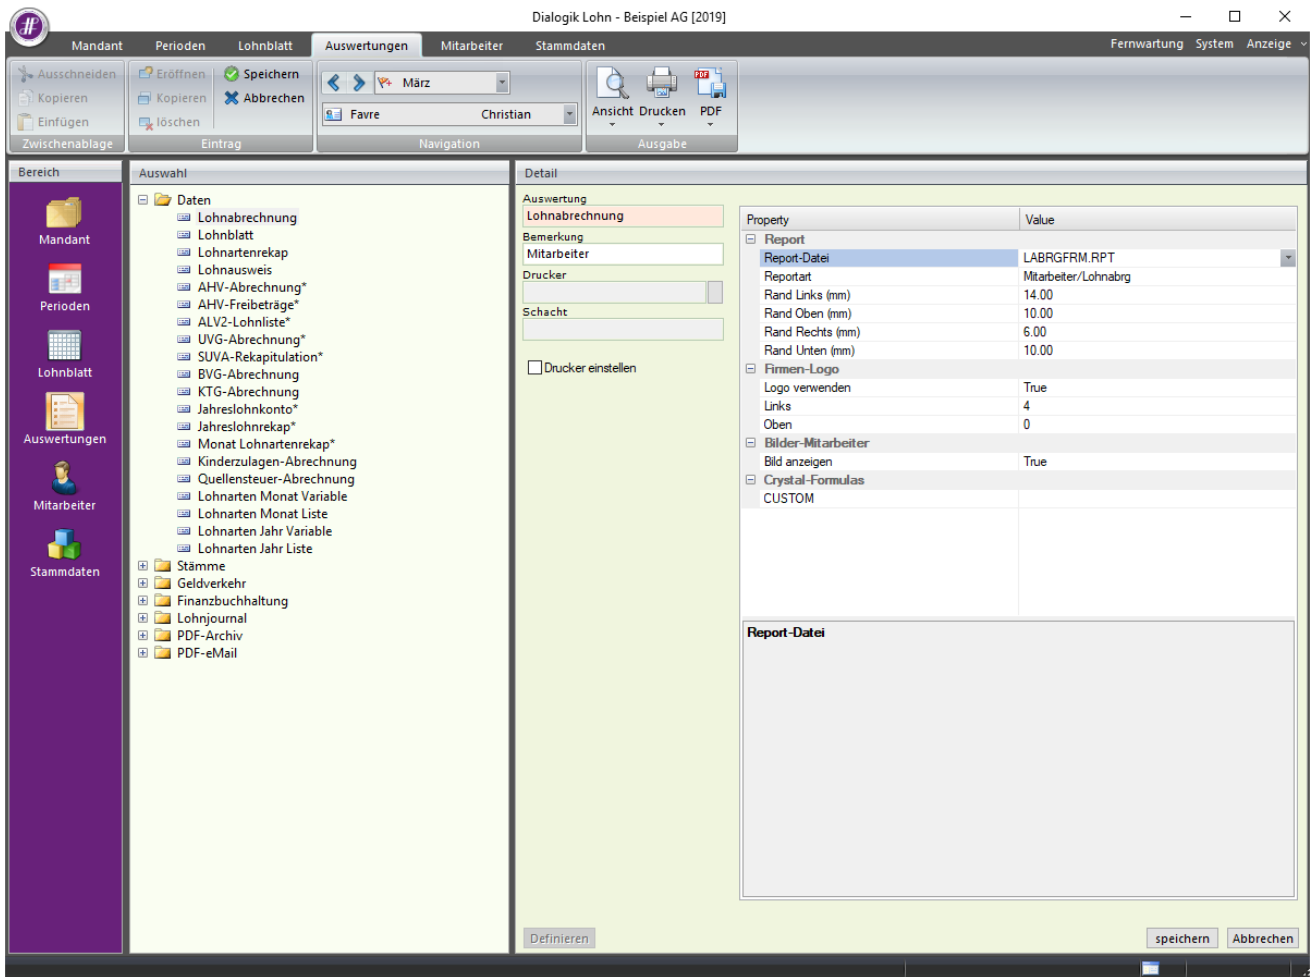 Dialogik Lohn - Beispiel AG [2019]
Mandant Perioden Lohnblatt Auswertungen Mitarbeiter Stammdaten Fernwartung System Anzeige
Ausschneiden
Kopieren
Einfügen
Zwischenablage
Eröffnen
Kopieren
löschen
Speichern
Abbrechen
Eintrag
März
Favre Christian
Navigation
Ansicht Drucken PDF
Ausgabe
Bereich
Mandant
Perioden
Lohnblatt
Auswertungen
Mitarbeiter
Stammdaten
Auswahl
Daten
Lohnabrechnung
Lohnblatt
Lohnartenrekap
Lohnausweis
AHV-Abrechnung*
AHV-Freibeträge*
ALV2-Lohnliste*
UVG-Abrechnung*
SUVA-Rekapitulation*
BVG-Abrechnung
KTG-Abrechnung
Jahreslohnkonto*
Jahreslohnrekap*
Monat Lohnartenrekap*
Kinderzulagen-Abrechnung
Quellensteuer-Abrechnung
Lohnarten Monat Variable
Lohnarten Monat Liste
Lohnarten Jahr Variable
Lohnarten Jahr Liste
Stämme
Geldverkehr
Finanzbuchhaltung
Lohnjournal
PDF-Archiv
PDF-eMail
Detail
Auswertung
Lohnabrechnung
Bemerkung
Mitarbeiter
Drucker
Schacht
Drucker einstellen
Property Value
Report
Report-Datei LABRGFRM.RPT
Reportart Mitarbeiter/Lohnabrg
Rand Links (mm) 14.00
Rand Oben (mm) 10.00
Rand Rechts (mm) 6.00
Rand Unten (mm) 10.00
Firmen-Logo
Logo verwenden True
Links 4
Oben 0
Bilder-Mitarbeiter
Bild anzeigen True
Crystal-Formulas
CUSTOM
Report-Datei
Definieren speichern Abbrechen